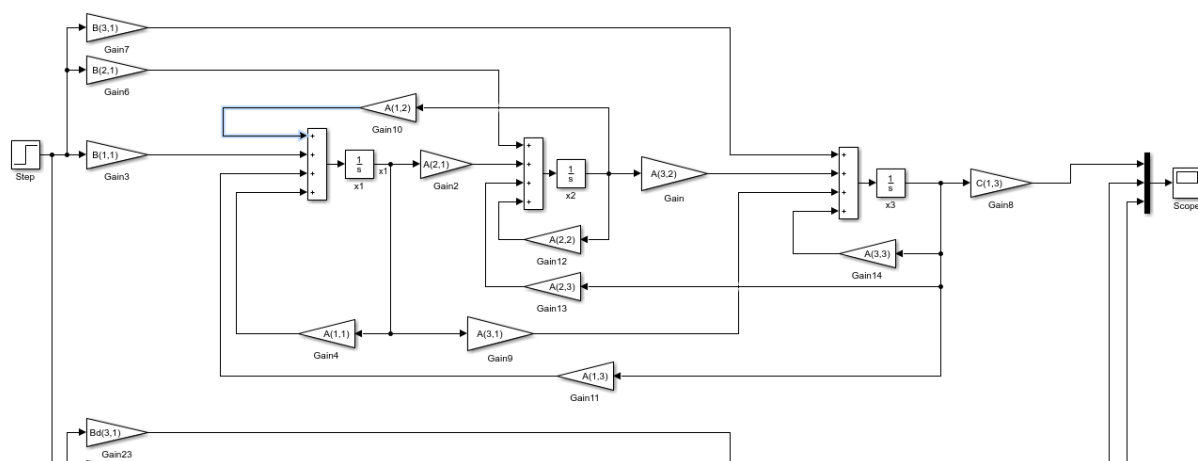 B(3,1)
Gain7
B(2,1)
Gain6
A(1,2)
Gain10
Step
B(1,1)
Gain3
+
+
+
+
1
s
x1
x1
A(2,1)
Gain2
+
+
+
+
1
s
x2
A(3,2)
Gain
+
+
+
+
1
s
x3
C(1,3)
Gain8
Scope
A(2,2)
Gain12
A(3,3)
Gain14
A(2,3)
Gain13
A(1,1)
Gain4
A(3,1)
Gain9
A(1,3)
Gain11
Bd(3,1)
Gain23